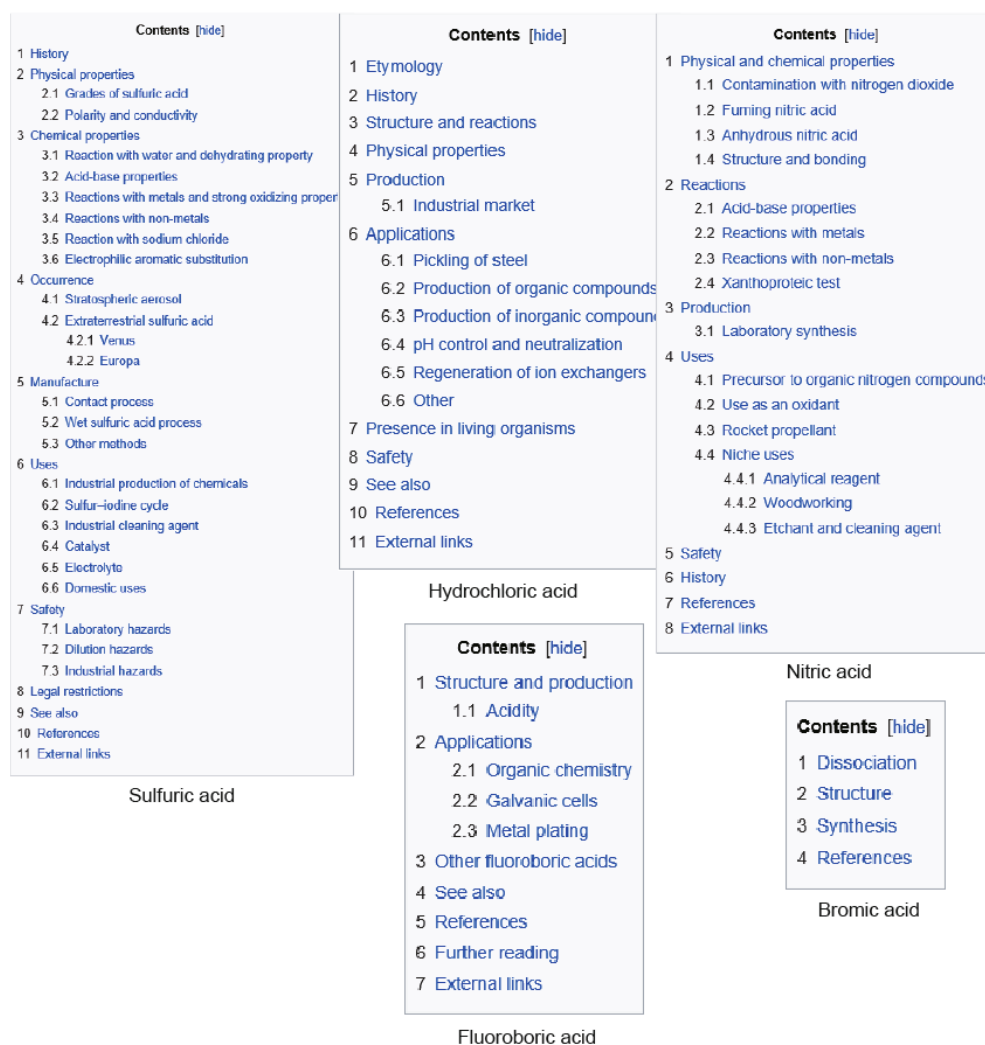 Contents [hide]
1 History
2 Physical properties
2.1 Grades of sulfuric acid
2.2 Polarity and conductivity
3 Chemical properties
3.1 Reaction with water and dehydrating property
3.2 Acid-base properties
3.3 Reactions with metals and strong oxidizing proper
3.4 Reactions with non-metals
3.5 Reaction with sodium chloride
3.6 Electrophilic aromatic substitution
4 Occurrence
4.1 Stratospheric aerosol
4.2 Extraterrestrial sulfuric acid
4.2.1 Venus
4.2.2 Europa
5 Manufacture
5.1 Contact process
5.2 Wet sulfuric acid process
5.3 Other methods
6 Uses
6.1 Industrial production of chemicals
6.2 Sulfur–iodine cycle
6.3 Industrial cleaning agent
6.4 Catalyst
6.5 Electrolyte
6.6 Domestic uses
7 Safety
7.1 Laboratory hazards
7.2 Dilution hazards
7.3 Industrial hazards
8 Legal restrictions
9 See also
10 References
11 External links
Sulfuric acid
Contents [hide]
1 Etymology
2 History
3 Structure and reactions
4 Physical properties
5 Production
5.1 Industrial market
6 Applications
6.1 Pickling of steel
6.2 Production of organic compounds
6.3 Production of inorganic compoun
6.4 pH control and neutralization
6.5 Regeneration of ion exchangers
6.6 Other
7 Presence in living organisms
8 Safety
9 See also
10 References
11 External links
Hydrochloric acid
Contents [hide]
1 Physical and chemical properties
1.1 Contamination with nitrogen dioxide
1.2 Fuming nitric acid
1.3 Anhydrous nitric acid
1.4 Structure and bonding
2 Reactions
2.1 Acid-base properties
2.2 Reactions with metals
2.3 Reactions with non-metals
2.4 Xanthoproteic test
3 Production
3.1 Laboratory synthesis
4 Uses
4.1 Precursor to organic nitrogen compounds
4.2 Use as an oxidant
4.3 Rocket propellant
4.4 Niche uses
4.4.1 Analytical reagent
4.4.2 Woodworking
4.4.3 Etchant and cleaning agent
5 Safety
6 History
7 References
8 External links
Nitric acid
Contents [hide]
1 Structure and production
1.1 Acidity
2 Applications
2.1 Organic chemistry
2.2 Galvanic cells
2.3 Metal plating
3 Other fluoroboric acids
4 See also
5 References
6 Further reading
7 External links
Fluoroboric acid
Contents [hide]
1 Dissociation
2 Structure
3 Synthesis
4 References
Bromic acid